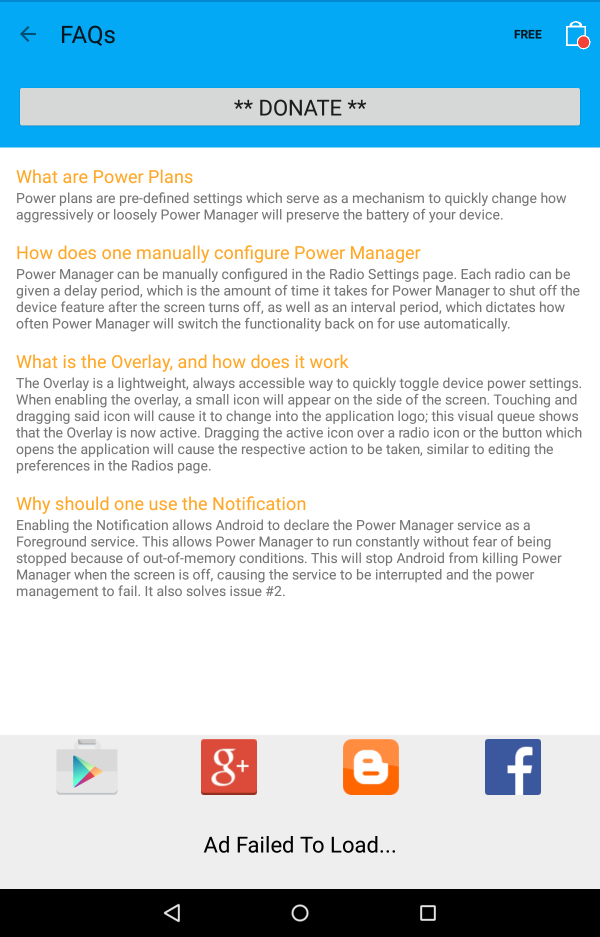 FAQs
FREE
** DONATE **
What are Power Plans
Power plans are pre-defined settings which serve as a mechanism to quickly change how
aggressively or loosely Power Manager will preserve the battery of your device.
How does one manually configure Power Manager
Power Manager can be manually configured in the Radio Settings page. Each radio can be
given a delay period, which is the amount of time it takes for Power Manager to shut off the
device feature after the screen turns off, as well as an interval period, which dictates how
often Power Manager will switch the functionality back on for use automatically.
What is the Overlay, and how does it work
The Overlay is a lightweight, always accessible way to quickly toggle device power settings.
When enabling the overlay, a small icon will appear on the side of the screen. Touching and
dragging said icon will cause it to change into the application logo; this visual queue shows
that the Overlay is now active. Dragging the active icon over a radio icon or the button which
opens the application will cause the respective action to be taken, similar to editing the
preferences in the Radios page.
Why should one use the Notification
Enabling the Notification allows Android to declare the Power Manager service as a
Foreground service. This allows Power Manager to run constantly without fear of being
stopped because of out-of-memory conditions. This will stop Android from killing Power
Manager when the screen is off, causing the service to be interrupted and the power
management to fail. It also solves issue #2.
g+
Ad Failed To Load...